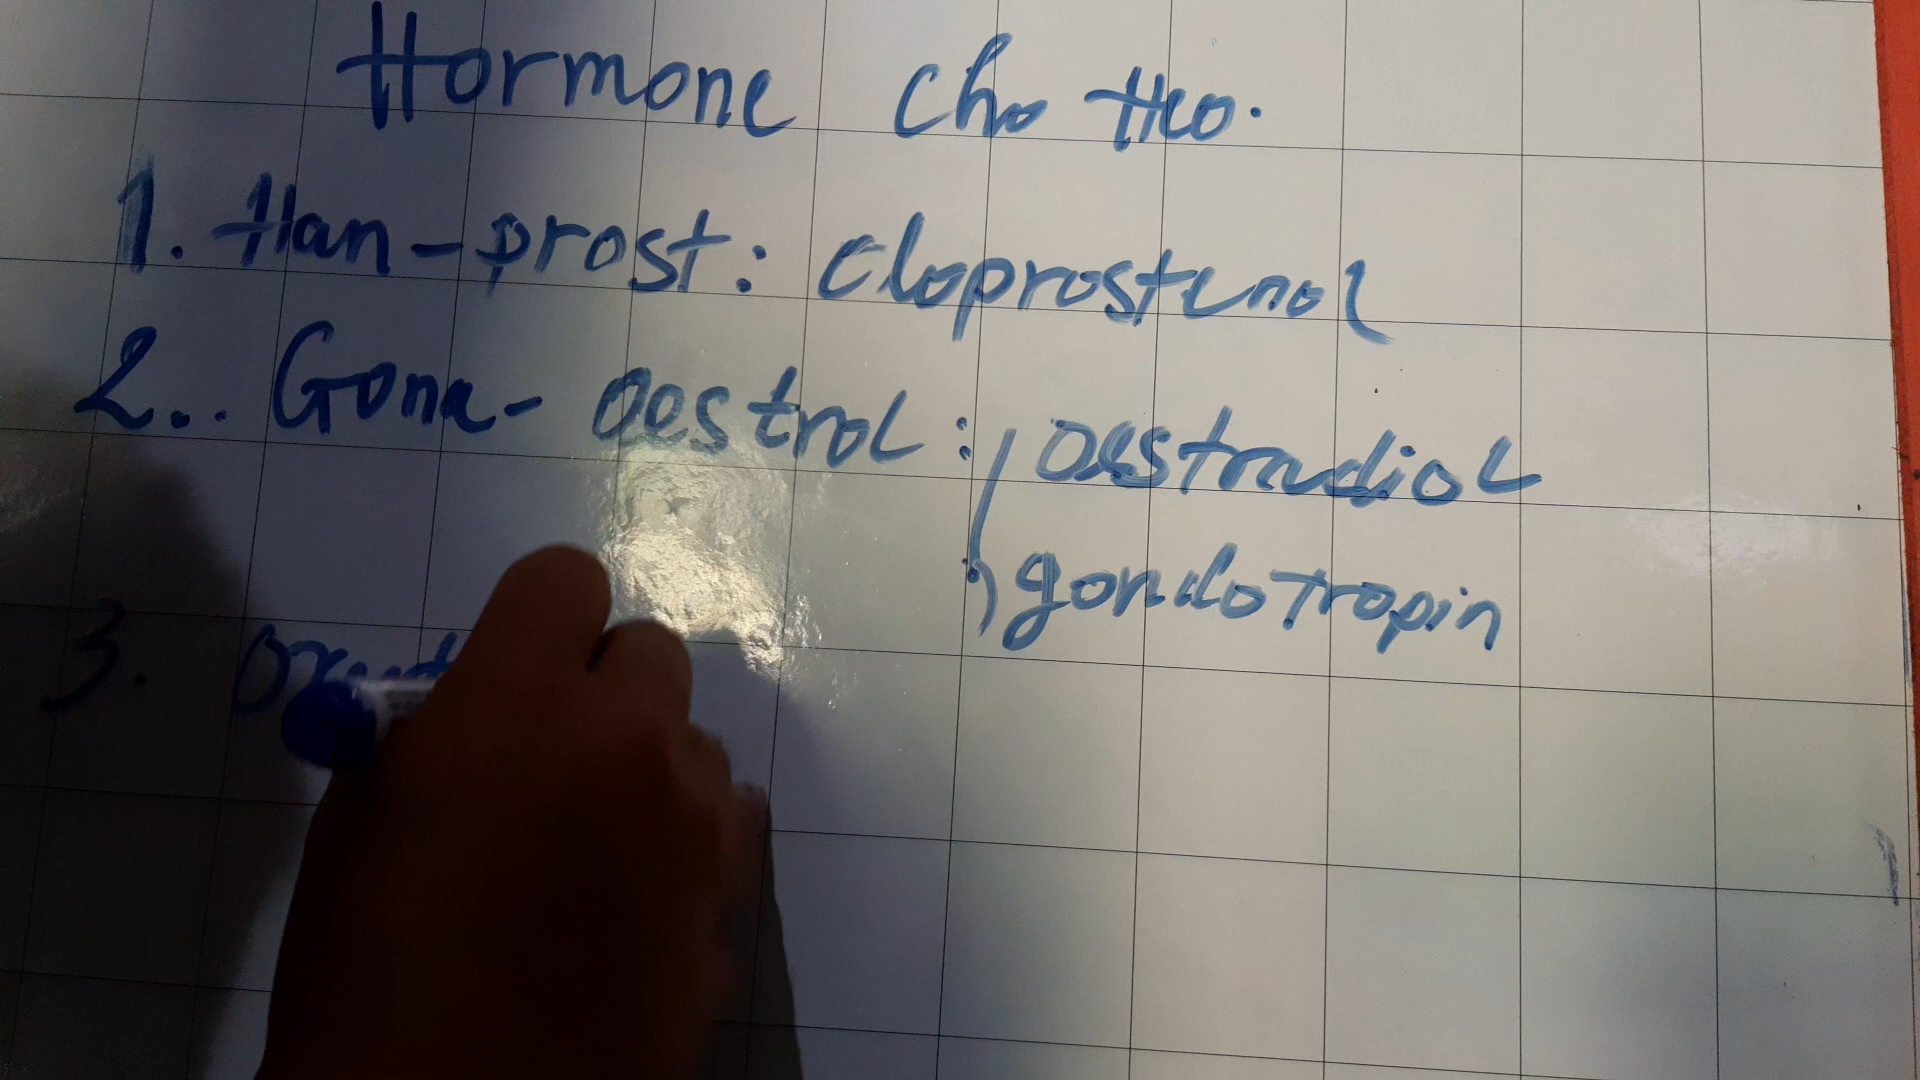 Hormone cho Heo.
1. Han-prost: Cloprostenol
2.. Gona- Oestrol : oestradiol
gonadotropin
3.